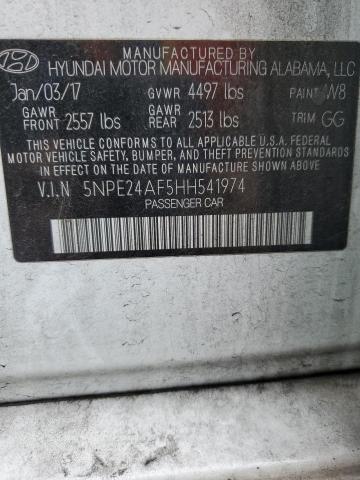 MANUFACTURED BY
HYUNDAI MOTOR MANUFACTURING ALABAMA, LLC
Jan/03/17 GVWR 4497 lbs PAINT W8
GAWR FRONT 2557 lbs GAWR REAR 2513 lbs TRIM GG
THIS VEHICLE CONFORMS TO ALL APPLICABLE U.S.A FEDERAL
MOTOR VEHICLE SAFETY, BUMPER, AND THEFT PREVENTION
STANDARDS IN EFFECT ON THE DATE OF MANUFACTURE
SHOWN ABOVE.
V.I.N 5NPE24AF5HH541974
PASSENGER CAR